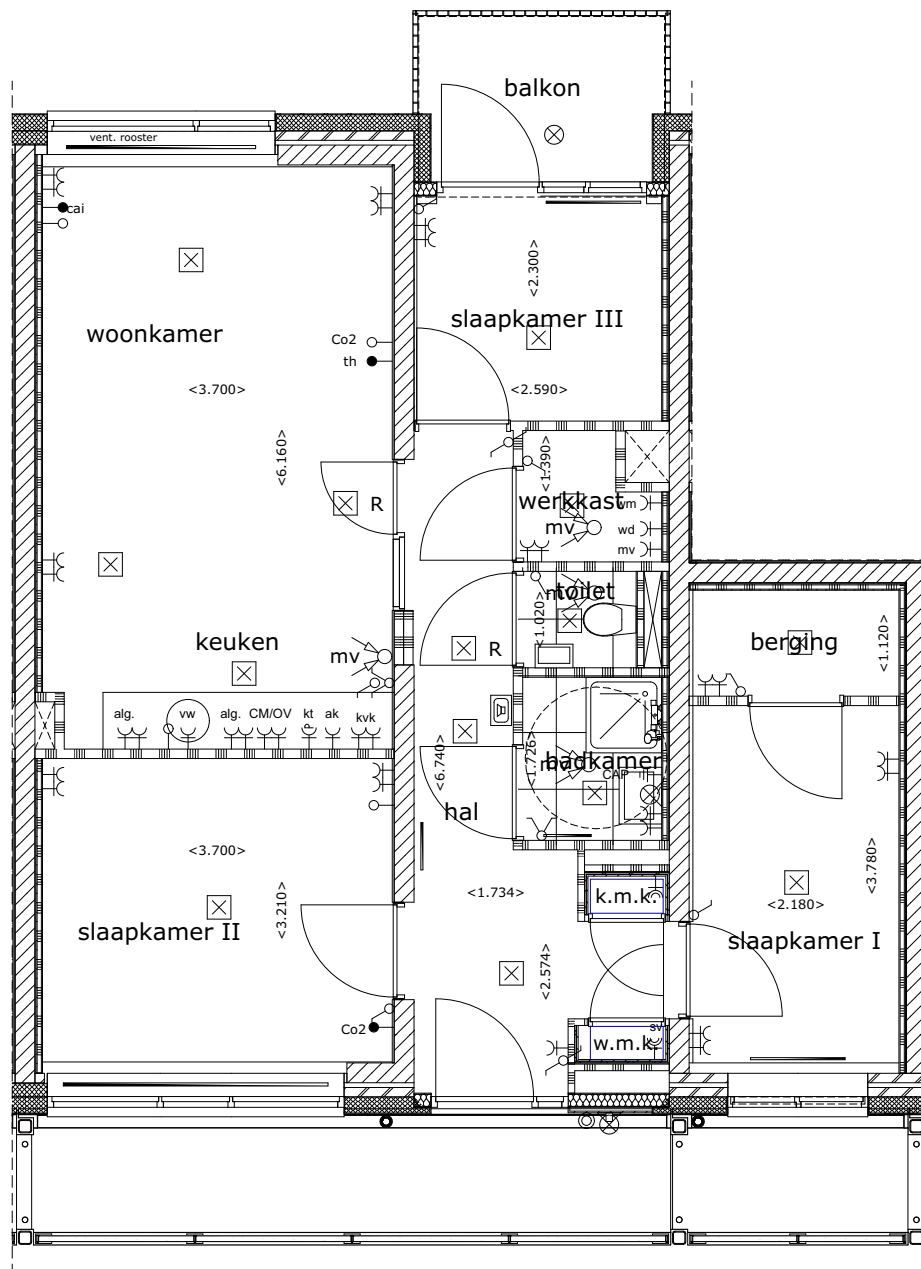 balkon
vent. rooster
cai
<2.300>
woonkamer
slaapkamer III
Co2
th
<3.700>
<2.590>
<6.160>
<1.390>
R
werkkast
wm
mv
wd
mv
toilet
<1.020>
keuken
R
berging
<1.120>
mv
alg.
vw
alg.
CM/OV
kt
ak
kvk
<6.740>
<1.726>
badkamer
mv
CAP
hal
<3.700>
<3.210>
<1.734>
k.m.k.
<3.780>
<2.180>
slaapkamer II
slaapkamer I
<2.574>
Co2
w.m.k.
sv